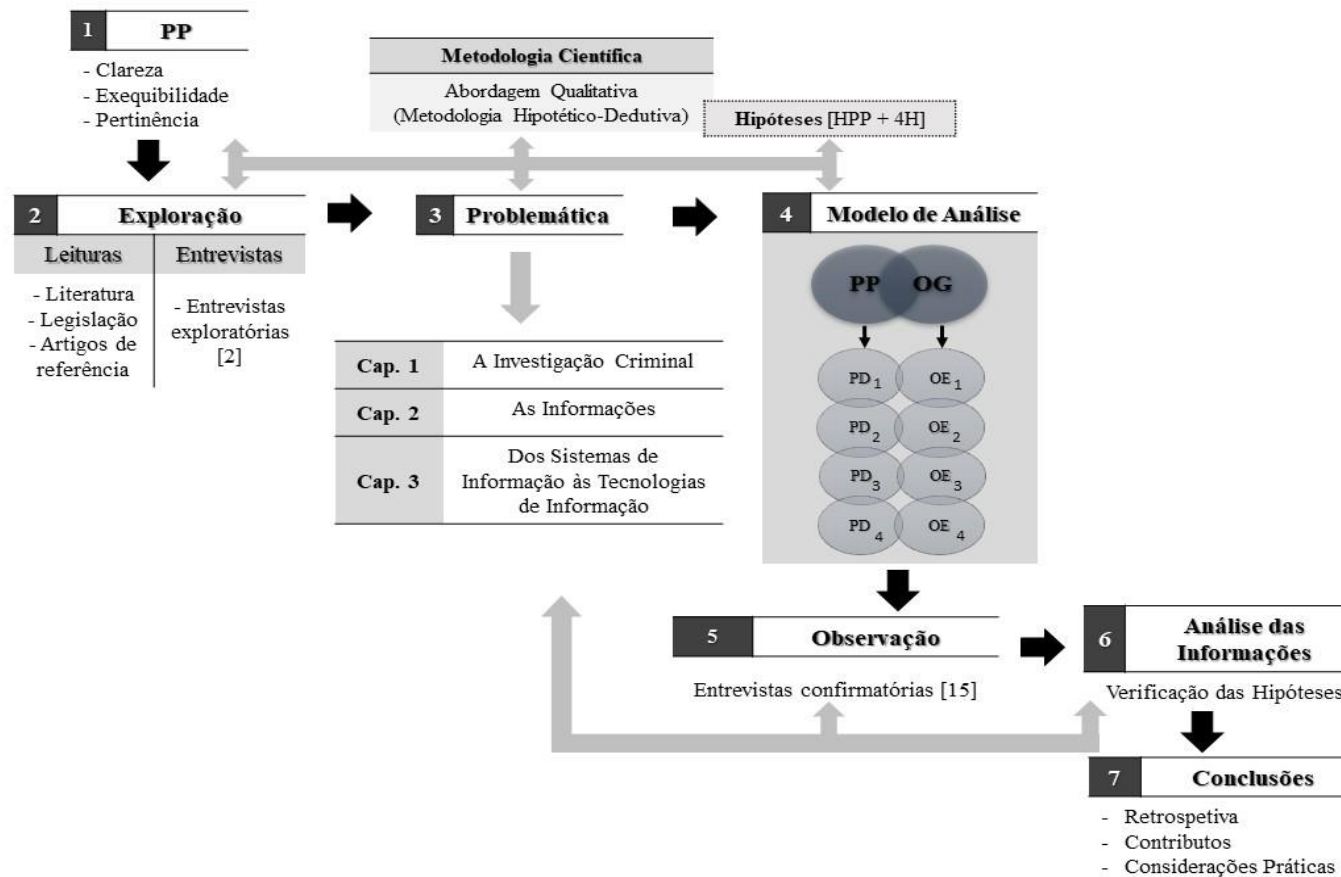 1 PP
- Clareza
- Exequibilidade
- Pertinência
Metodologia Científica
Abordagem Qualitativa
(Metodologia Hipotético-Dedutiva)
Hipóteses [HPP + 4H]
2 Exploração
Leituras
- Literatura
- Legislação
- Artigos de
referência
Entrevistas
- Entrevistas
exploratórias
[2]
3 Problemática
Cap. 1 A Investigação Criminal
Cap. 2 As Informações
Cap. 3 Dos Sistemas de
Informação às Tecnologias
de Informação
4 Modelo de Análise
PP OG
PD1 OE1
PD2 OE2
PD3 OE3
PD4 OE4
5 Observação
Entrevistas confirmatórias [15]
6 Análise das
Informações
Verificação das Hipóteses
7 Conclusões
- Retrospetiva
- Contributos
- Considerações Práticas